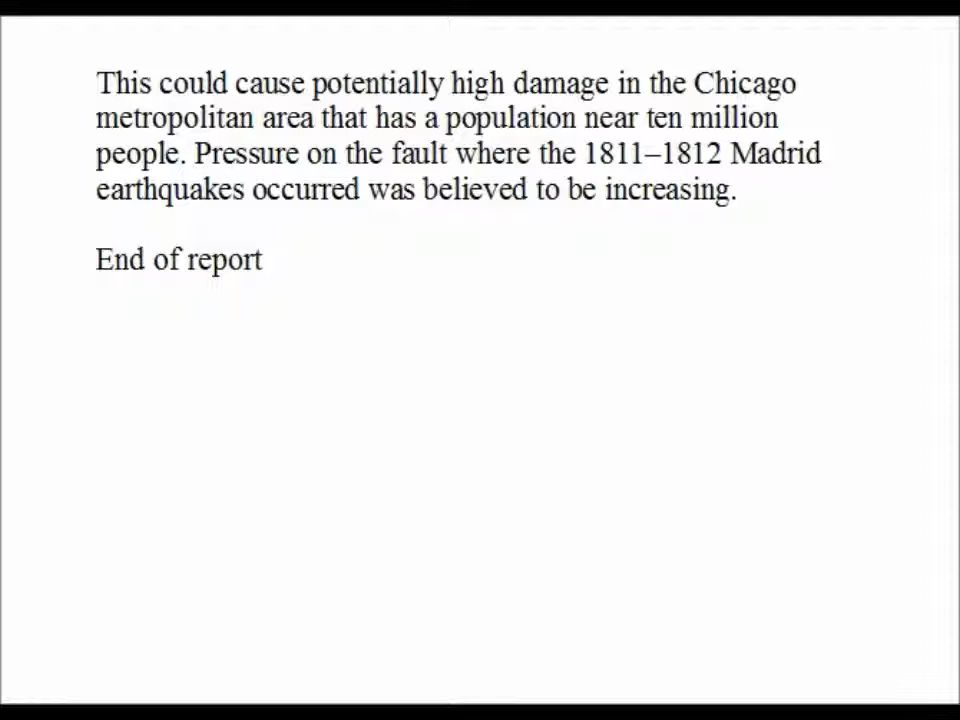 This could cause potentially high damage in the Chicago
metropolitan area that has a population near ten million
people. Pressure on the fault where the 1811–1812 Madrid
earthquakes occurred was believed to be increasing.
End of report